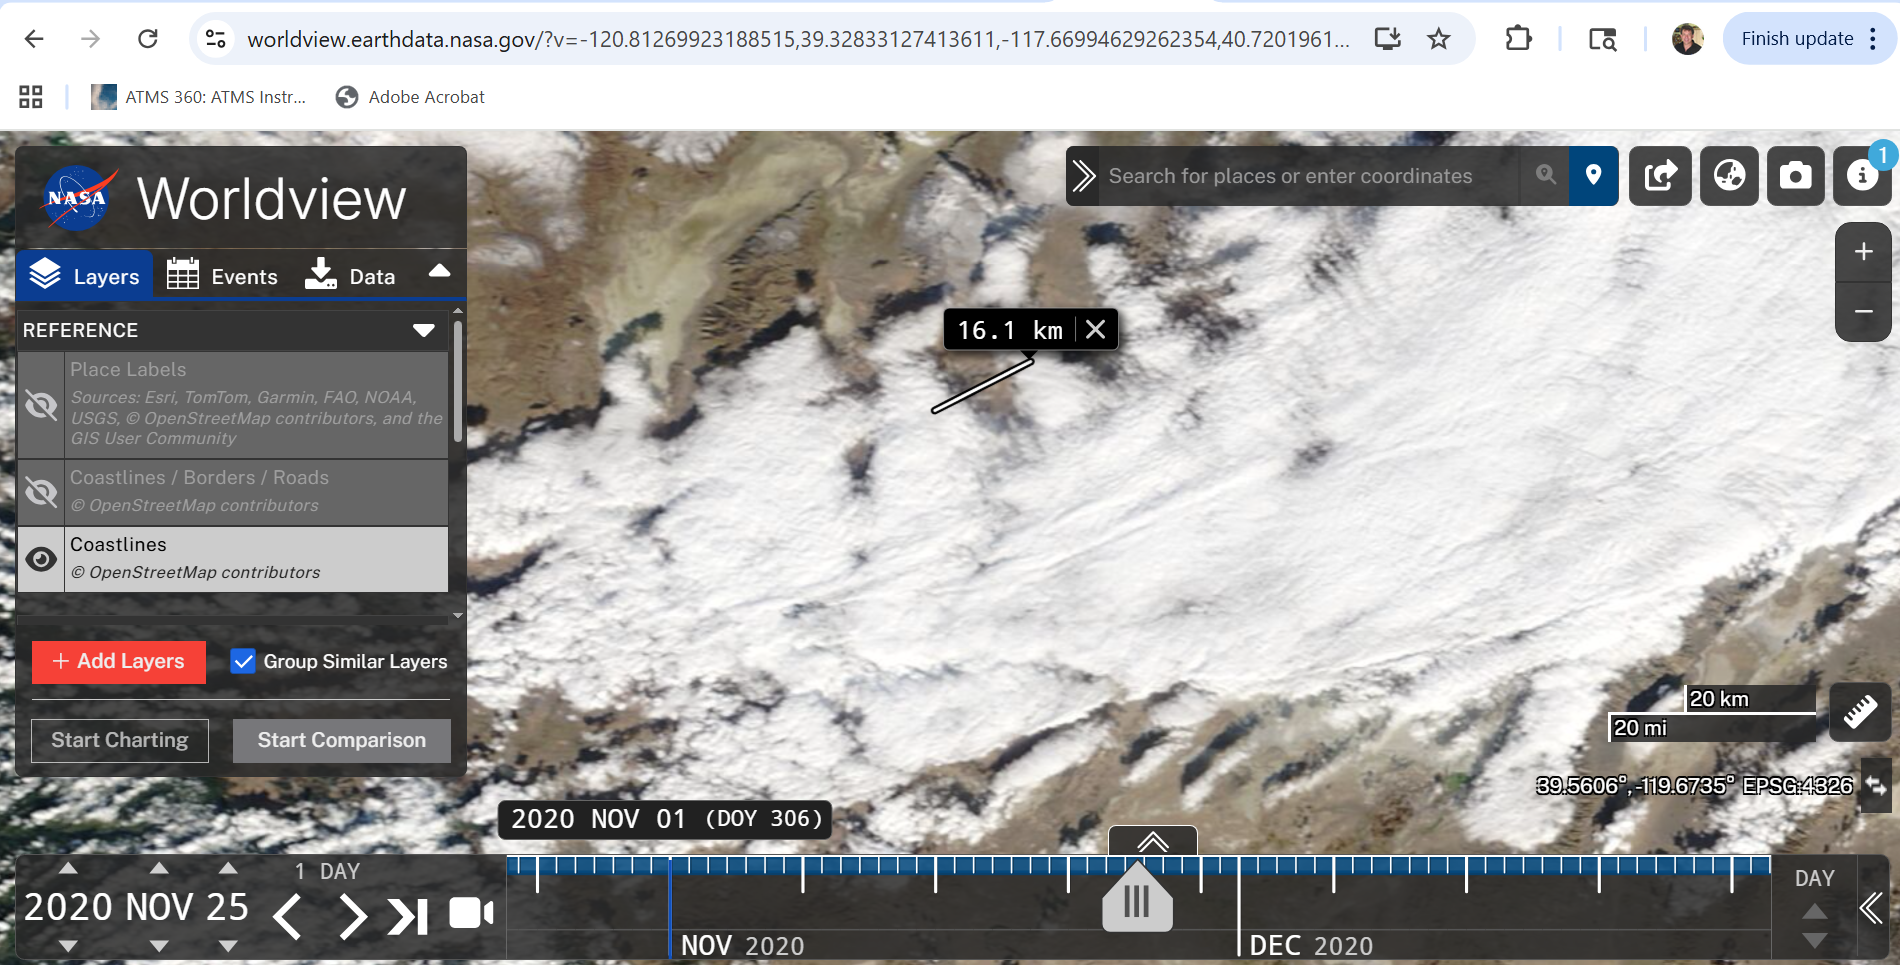 worldview.earthdata.nasa.gov/?v=-120.81269923188515,39.32833127413611,-117.66994629262354,40.7201961...
Finish update
ATMS 360: ATMS Instr...
Adobe Acrobat
NASA
Worldview
Search for places or enter coordinates
1
Layers
Events
Data
REFERENCE
Place Labels
Sources: Esri, TomTom, Garmin, FAO, NOAA,
USGS, © OpenStreetMap contributors, and the
GIS User Community
Coastlines / Borders / Roads
© OpenStreetMap contributors
Coastlines
© OpenStreetMap contributors
+ Add Layers
Group Similar Layers
Start Charting
Start Comparison
16.1 km
20 km
20 mi
39.5606°, -119.6735° EPSG:4326
2020 NOV 01 (DOY 306)
1 DAY
2020 NOV 25
NOV 2020
DEC 2020
DAY